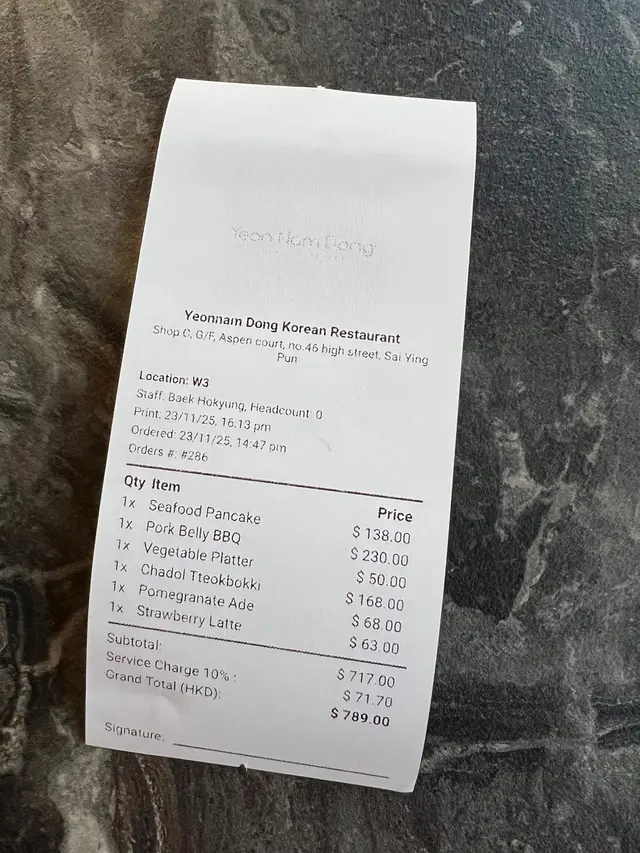 Yeon Nam Dong
Yeonnam Dong Korean Restaurant
Shop C, G/F, Aspen court, no.46 high street, Sai Ying
Pun
Location: W3
Staff: Baek Hokyung, Headcount: 0
Print: 23/11/25, 16:13 pm
Ordered: 23/11/25, 14:47 pm
Orders #: #286
Qty Item Price
1x Seafood Pancake $ 138.00
1x Pork Belly BBQ $ 230.00
1x Vegetable Platter $ 50.00
1x Chadol Tteokbokki $ 168.00
1x Pomegranate Ade $ 68.00
1x Strawberry Latte $ 63.00
Subtotal: $ 717.00
Service Charge 10% : $ 71.70
Grand Total (HKD): $ 789.00
Signature: